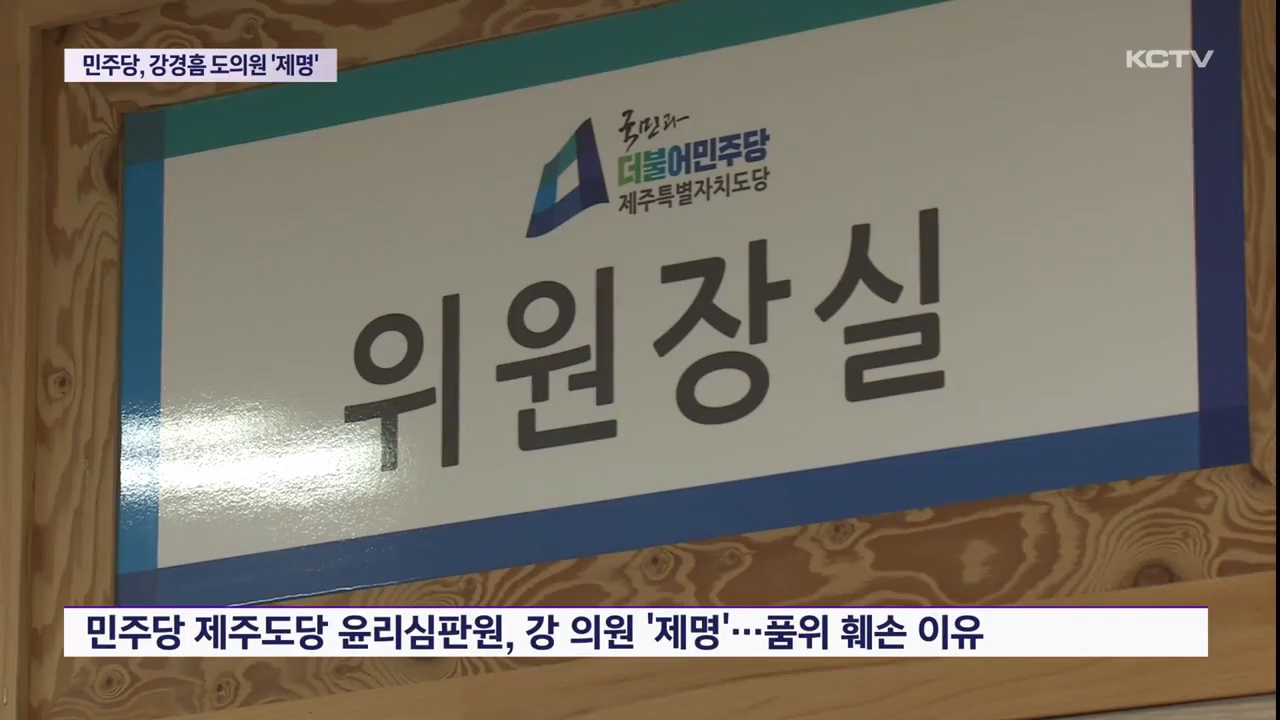 민주당, 강경흠 도의원 '제명'
KCTV
국민과
더불어민주당
제주특별자치도당
위원장실
민주당 제주도당 윤리심판원, 강 의원 '제명'…품위 훼손 이유